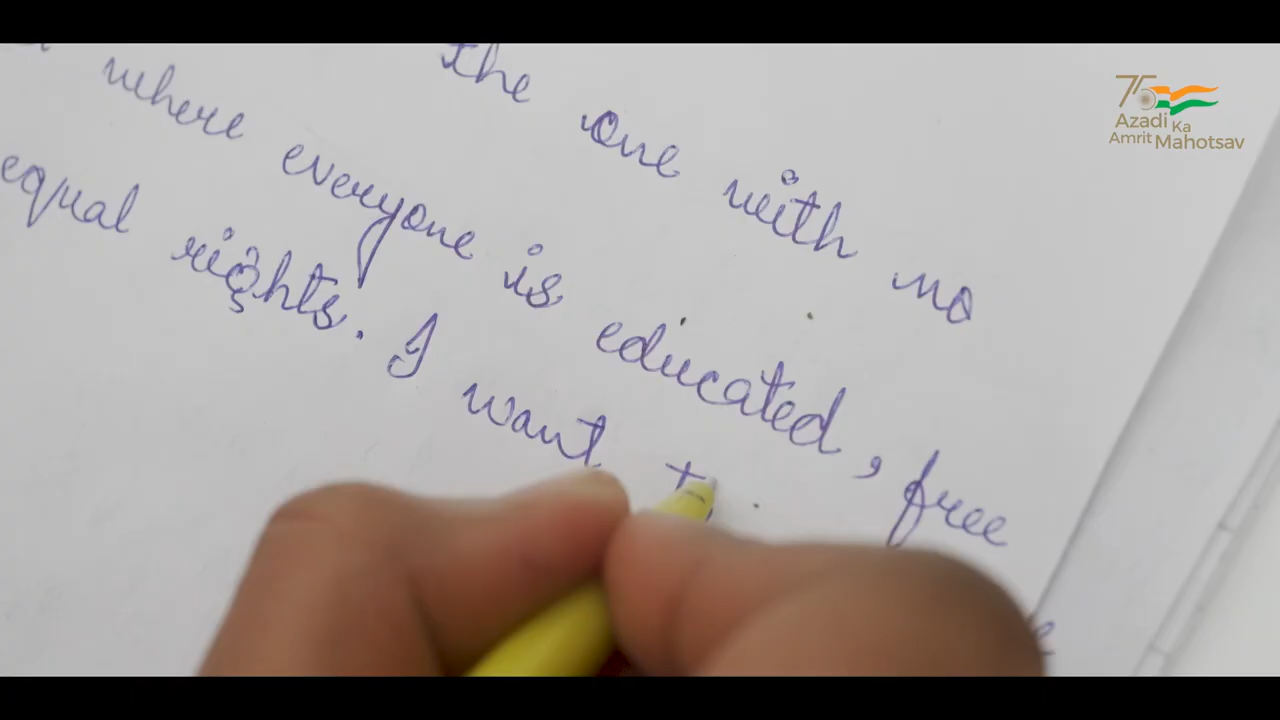 the one with no
where everyone is educated, free
equal rights. I want to
75
Azadi Ka
Amrit Mahotsav